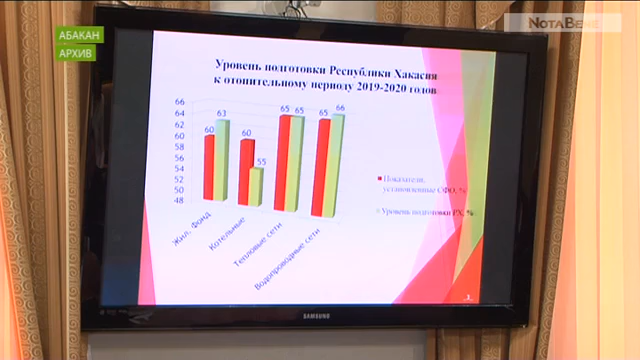 АБАКАН
АРХИВ
NOTABENE
Уровень подготовки Республики Хакасия
к отопительному периоду 2019-2020 годов
66
64
62
60
58
56
54
52
50
48
60
63
60
55
65
65
65
66
Жил. Фонд
Котельные
Тепловые сети
Водопроводные сети
Показатели,
установленные СФО, %
Уровень подготовки РХ, %
SAMSUNG